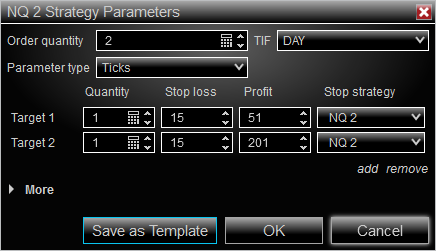 NQ 2 Strategy Parameters
Order quantity 2 TIF DAY
Parameter type Ticks
Quantity Stop loss Profit Stop strategy
Target 1 1 15 51 NQ 2
Target 2 1 15 201 NQ 2
add remove
More
Save as Template OK Cancel